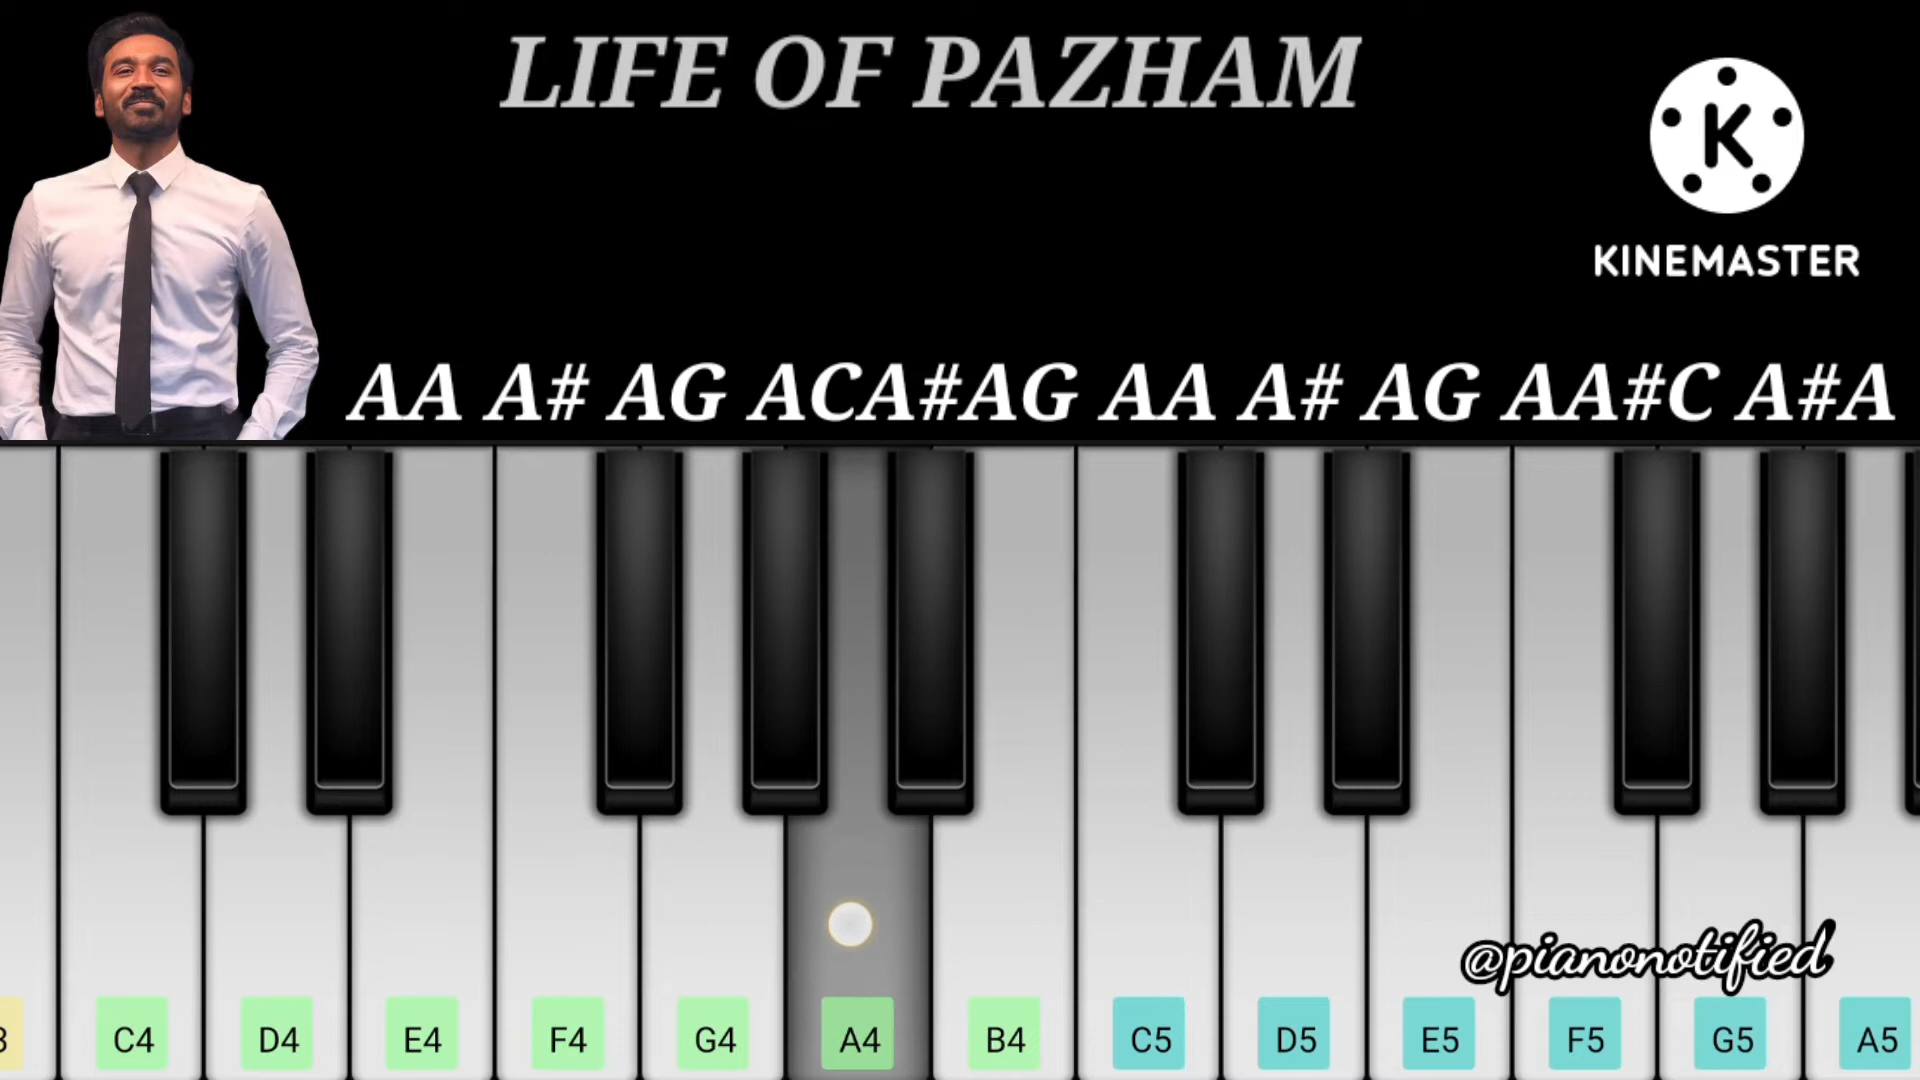 LIFE OF PAZHAM
K
KINEMASTER
AA A# AG ACA#AG AA A# AG AA#C A#A
@pianonotified
3 C4 D4 E4 F4 G4 A4 B4 C5 D5 E5 F5 G5 A5